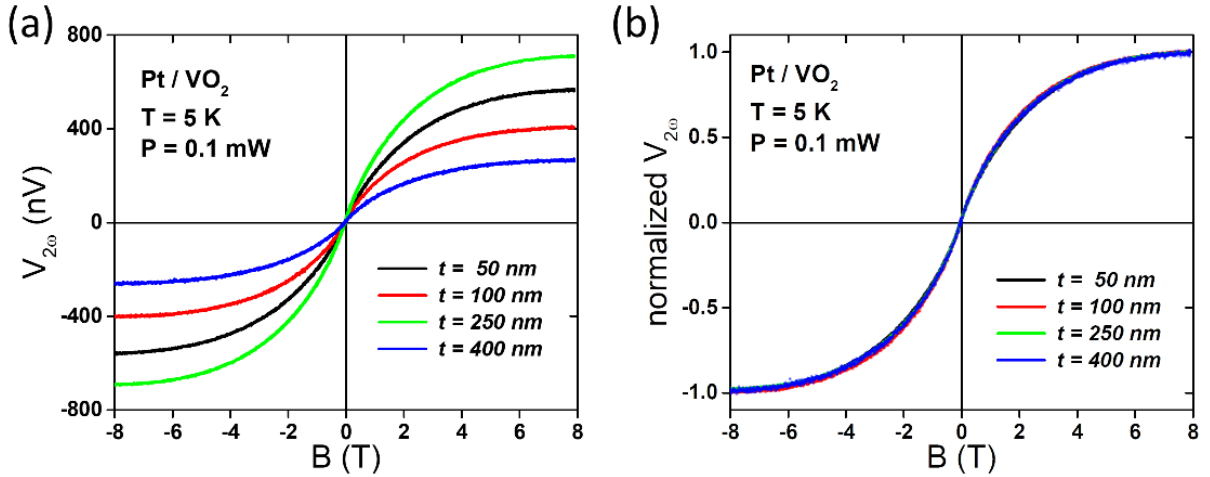 (a)
800
400
0
-400
-800
V2ω (nV)
Pt / VO2
T = 5 K
P = 0.1 mW
t = 50 nm
t = 100 nm
t = 250 nm
t = 400 nm
-8 -6 -4 -2 0 2 4 6 8
B (T)
(b)
1.0
0.5
0.0
-0.5
-1.0
normalized V2ω
Pt / VO2
T = 5 K
P = 0.1 mW
t = 50 nm
t = 100 nm
t = 250 nm
t = 400 nm
-8 -6 -4 -2 0 2 4 6 8
B (T)